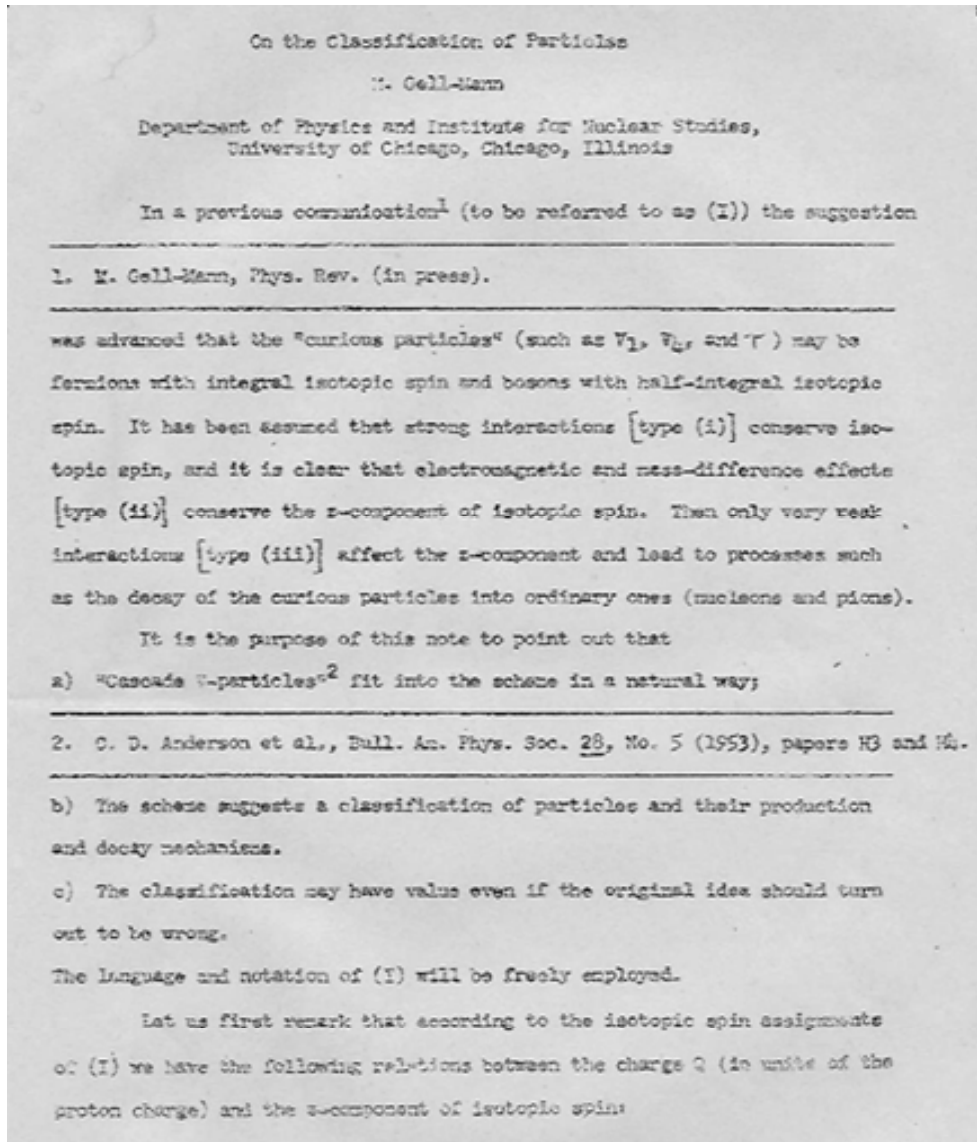 On the Classification of Particles
M. Gell-Mann
Department of Physics and Institute for Nuclear Studies,
University of Chicago, Chicago, Illinois
In a previous communication¹ (to be referred to as (I)) the suggestion
1. M. Gell-Mann, Phys. Rev. (in press).
was advanced that the "curious particles" (such as V₁, V₄, and τ ) may be
fermions with integral isotopic spin and bosons with half-integral isotopic
spin. It has been assumed that strong interactions [type (i)] conserve iso-
topic spin, and it is clear that electromagnetic and mass-difference effects
[type (ii)] conserve the z-component of isotopic spin. Then only very weak
interactions [type (iii)] affect the z-component and lead to processes such
as the decay of the curious particles into ordinary ones (nucleons and pions).
It is the purpose of this note to point out that
a) "Cascade V-particles"² fit into the scheme in a natural way;
2. C. D. Anderson et al., Bull. Am. Phys. Soc. 28, No. 5 (1953), papers H3 and H4.
b) The scheme suggests a classification of particles and their production
and decay mechanisms.
c) The classification may have value even if the original idea should turn
out to be wrong.
The language and notation of (I) will be freely employed.
Let us first remark that according to the isotopic spin assignments
of (I) we have the following relations between the charge Q (in units of the
proton charge) and the z-component of isotopic spin: